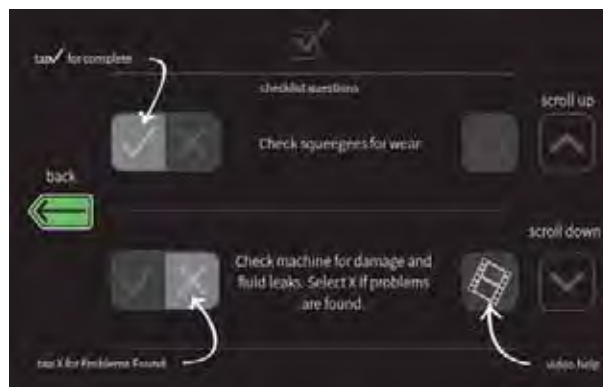 tap ✓ for complete
checklist questions
scroll up
Check squeegees for wear
back
scroll down
Check machine for damage and
fluid leaks. Select X if problems
are found.
tap X for Problems Found
video help